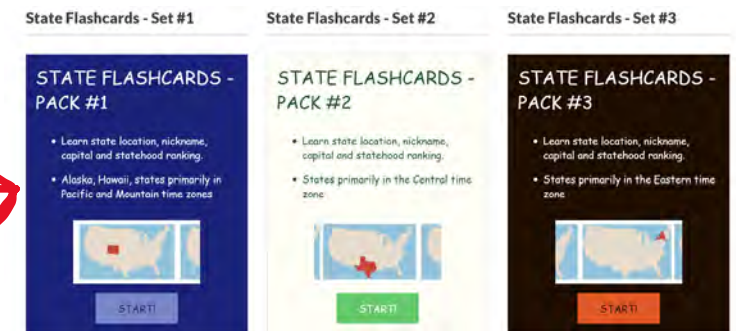 State Flashcards - Set #1
STATE FLASHCARDS -
PACK #1
• Learn state location, nickname,
capital and statehood ranking.
• Alaska, Hawaii, states primarily in
Pacific and Mountain time zones
START!
State Flashcards - Set #2
STATE FLASHCARDS -
PACK #2
• Learn state location, nickname,
capital and statehood ranking.
• States primarily in the Central time
zone
START!
State Flashcards - Set #3
STATE FLASHCARDS -
PACK #3
• Learn state location, nickname,
capital and statehood ranking.
• States primarily in the Eastern time
zone
START!